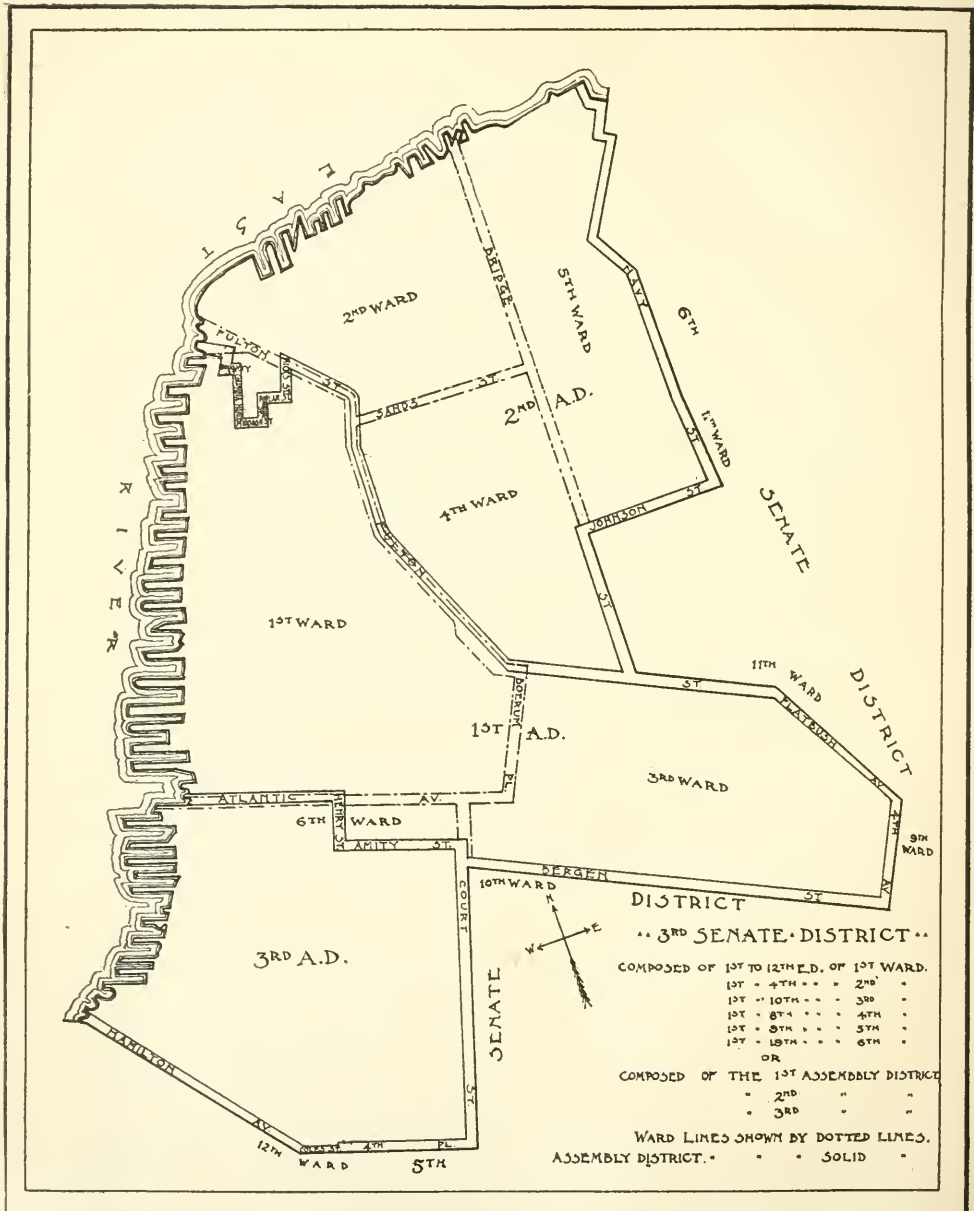 EAST
RIVER
2ND WARD
BRIDGE
5TH WARD
NAVY
6TH
FULTON
ST
SANDS
ST.
2ND A.D.
11TH WARD
ST
4TH WARD
JOHNSON ST
SENATE
FULTON
ST
1ST WARD
11TH WARD
ST
DISTRICT
FLATBUSH
AV
BOERUM
PL
1ST A.D.
3RD WARD
4TH
AV
9TH WARD
ATLANTIC AV.
6TH WARD
HENRY ST.
AMITY ST.
BERGEN ST
10TH WARD
DISTRICT
COURT
N
W E
3RD A.D.
SENATE
ST.
HAMILTON
AV.
12TH WARD
4TH PL.
5TH
3RD SENATE · DISTRICT
COMPOSED OF 1ST TO 12TH E.D. OF 1ST WARD.
1ST " 4TH " " " 2ND "
1ST " 10TH " " " 3RD "
1ST " 8TH " " " 4TH "
1ST " 9TH " " " 5TH "
1ST " 18TH " " " 6TH "
OR
COMPOSED OF THE 1ST ASSEMBBLY DISTRICT
" 2ND " "
" 3RD " "
WARD LINES SHOWN BY DOTTED LINES.
ASSEMBLY DISTRICT. " " " SOLID "